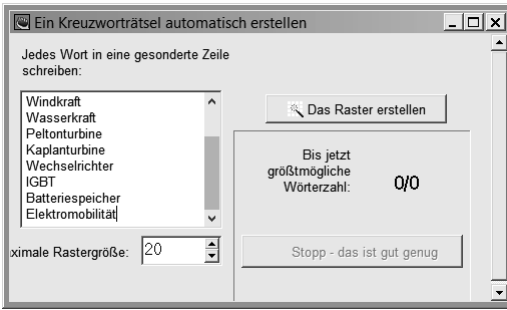 Ein Kreuzworträtsel automatisch erstellen
Jedes Wort in eine gesonderte Zeile
schreiben:
Windkraft
Wasserkraft
Peltonturbine
Kaplanturbine
Wechselrichter
IGBT
Batteriespeicher
Elektromobilität
ximale Rastergröße: 20
Das Raster erstellen
Bis jetzt
größtmögliche
Wörterzahl: 0/0
Stopp - das ist gut genug